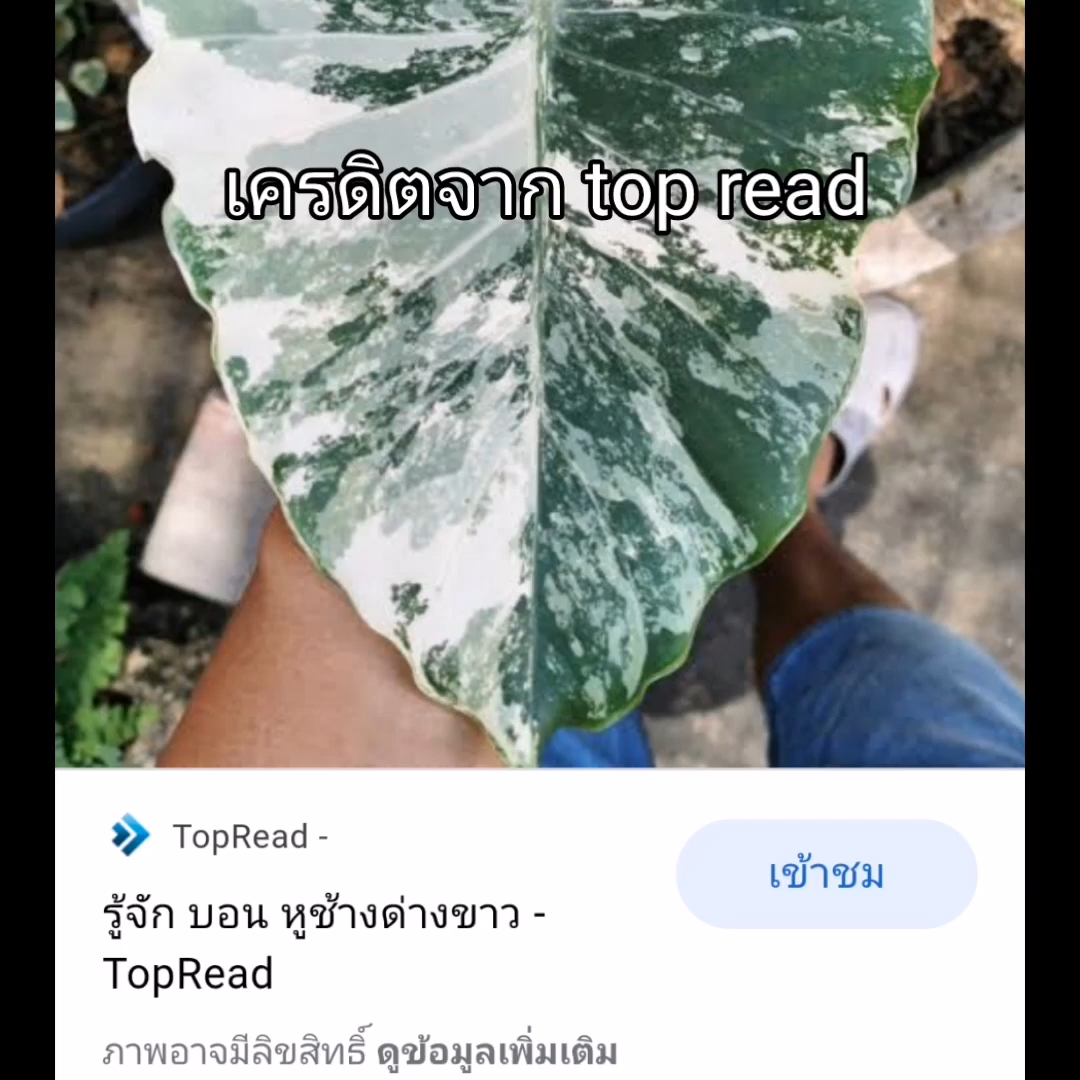 เครดิตจาก top read
TopRead -
เข้าชม
รู้จัก บอน หูช้างด่างขาว -
TopRead
ภาพอาจมีลิขสิทธิ์ ดูข้อมูลเพิ่มเติม